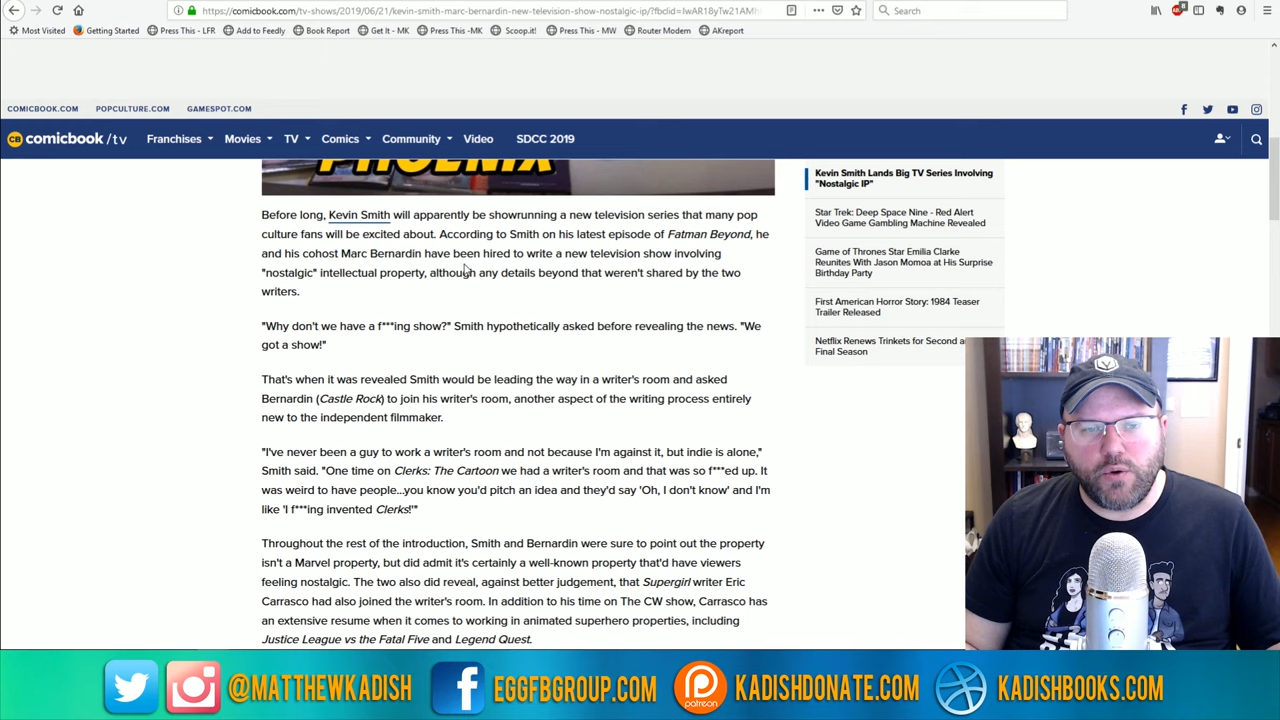 https://comicbook.com/tv-shows/2019/06/21/kevin-smith-marc-bernardin-new-television-show-nostalgic-ip/?fbclid=IwAR18yTw21AM
Search
Most Visited Getting Started Press This - LFR Add to Feedly Book Report Get It - MK Press This -MK Scoop.it! Press This - MW Router Modem AKreport
COMICBOOK.COM POPCULTURE.COM GAMESPOT.COM
CB comicbook/tv Franchises Movies TV Comics Community Video SDCC 2019
PHOENIX
Before long, Kevin Smith will apparently be showrunning a new television series that many pop
culture fans will be excited about. According to Smith on his latest episode of Fatman Beyond, he
and his cohost Marc Bernardin have been hired to write a new television show involving
"nostalgic" intellectual property, although any details beyond that weren't shared by the two
writers.
"Why don't we have a f***ing show?" Smith hypothetically asked before revealing the news. "We
got a show!"
That's when it was revealed Smith would be leading the way in a writer's room and asked
Bernardin (Castle Rock) to join his writer's room, another aspect of the writing process entirely
new to the independent filmmaker.
"I've never been a guy to work a writer's room and not because I'm against it, but indie is alone,"
Smith said. "One time on Clerks: The Cartoon we had a writer's room and that was so f***ed up. It
was weird to have people...you know you'd pitch an idea and they'd say 'Oh, I don't know' and I'm
like 'I f***ing invented Clerks!'"
Throughout the rest of the introduction, Smith and Bernardin were sure to point out the property
isn't a Marvel property, but did admit it's certainly a well-known property that'd have viewers
feeling nostalgic. The two also did reveal, against better judgement, that Supergirl writer Eric
Carrasco had also joined the writer's room. In addition to his time on The CW show, Carrasco has
an extensive resume when it comes to working in animated superhero properties, including
Justice League vs the Fatal Five and Legend Quest.
Kevin Smith Lands Big TV Series Involving
"Nostalgic IP"
Star Trek: Deep Space Nine - Red Alert
Video Game Gambling Machine Revealed
Game of Thrones Star Emilia Clarke
Reunites With Jason Momoa at His Surprise
Birthday Party
First American Horror Story: 1984 Teaser
Trailer Released
Netflix Renews Trinkets for Second a
Final Season
@MATTHEWKADISH EGGFBGROUP.COM patreon KADISHDONATE.COM KADISHBOOKS.COM